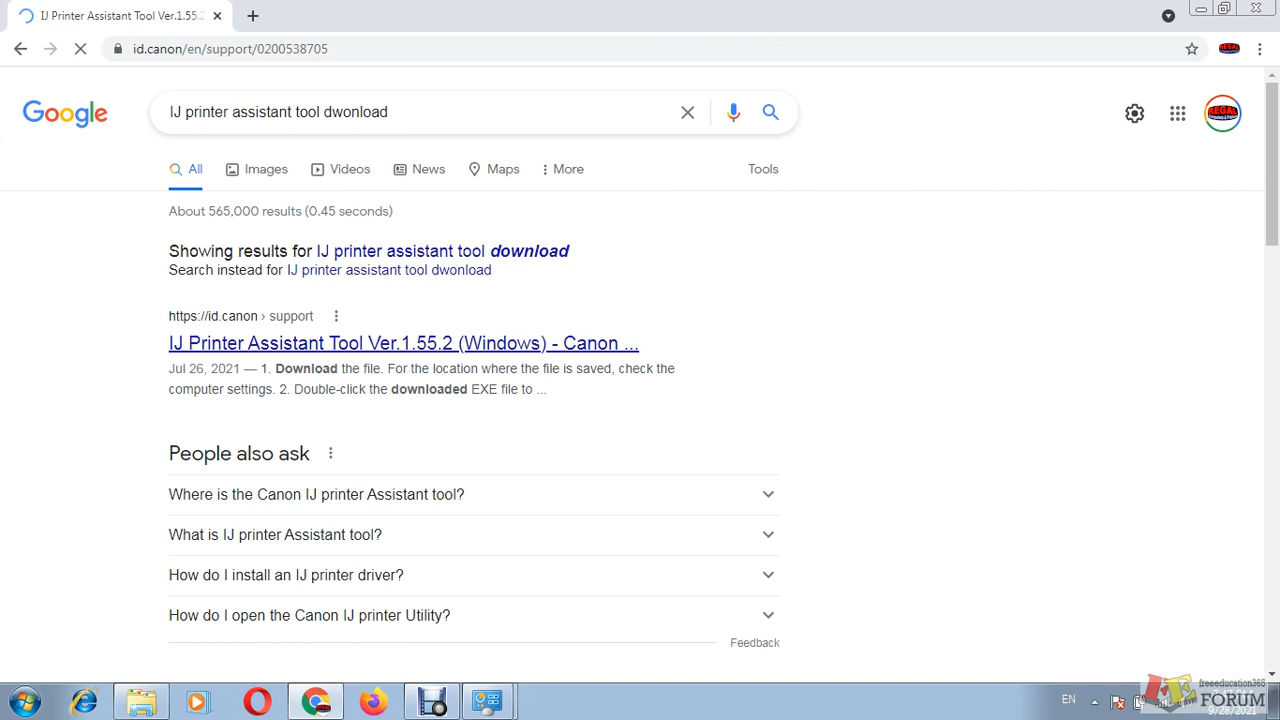 IJ Printer Assistant Tool Ver.1.55.2
id.canon/en/support/0200538705
REGAL
Google
IJ printer assistant tool dwonload
REGAL
All Images Videos News Maps More Tools
About 565,000 results (0.45 seconds)
Showing results for IJ printer assistant tool download
Search instead for IJ printer assistant tool dwonload
https://id.canon › support
IJ Printer Assistant Tool Ver.1.55.2 (Windows) - Canon ...
Jul 26, 2021 — 1. Download the file. For the location where the file is saved, check the
computer settings. 2. Double-click the downloaded EXE file to ...
People also ask
Where is the Canon IJ printer Assistant tool?
What is IJ printer Assistant tool?
How do I install an IJ printer driver?
How do I open the Canon IJ printer Utility?
Feedback
EN
freeeducation365
FORUM
9/28/2021